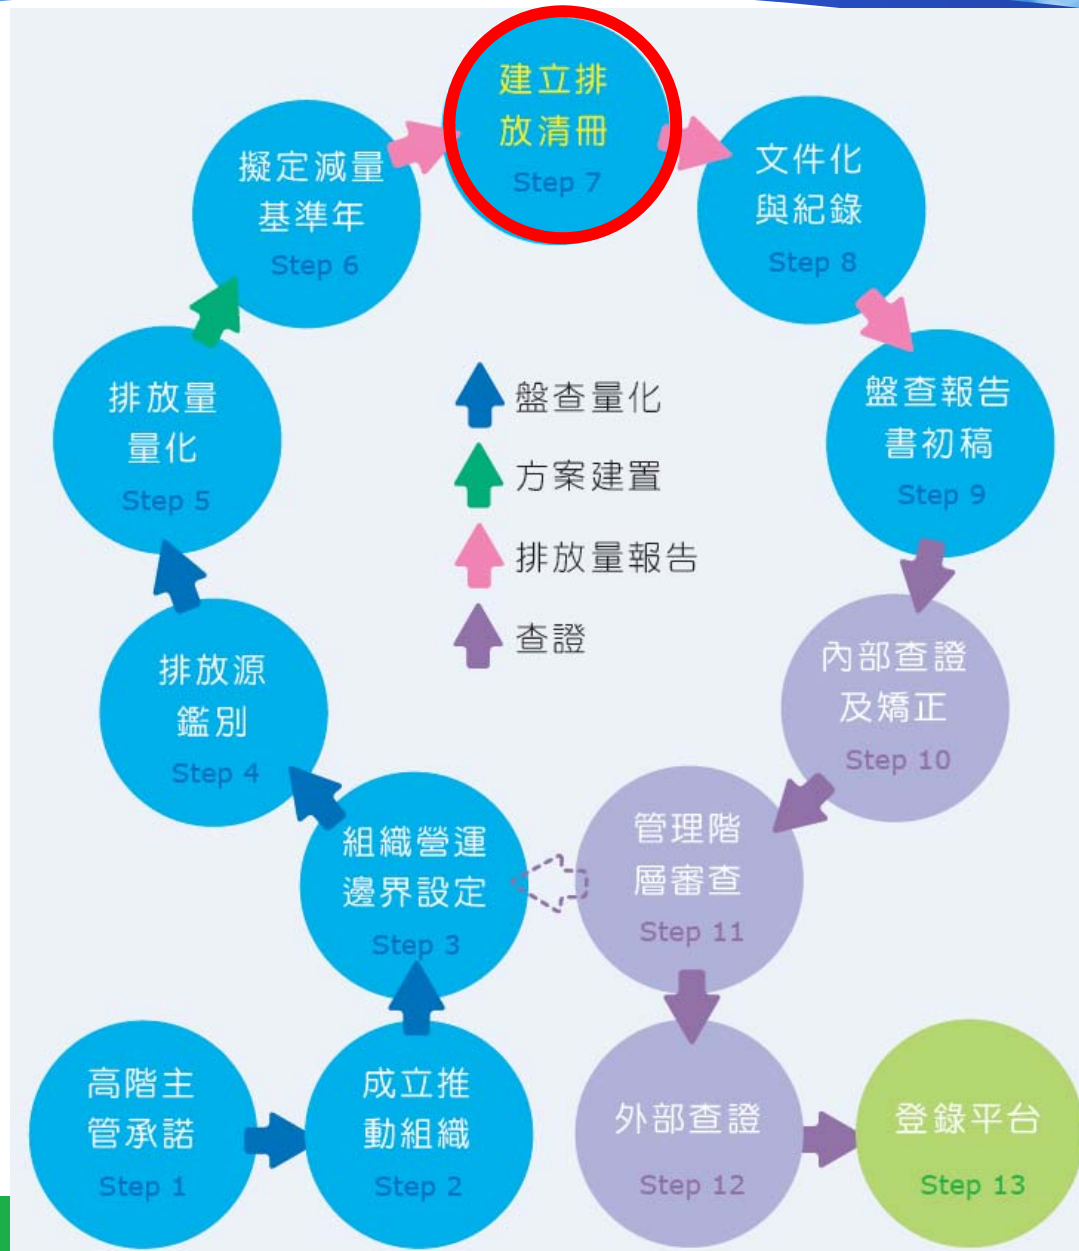 建立排
放清冊
Step 7
擬定減量
基準年
Step 6
文件化
與紀錄
Step 8
排放量
量化
Step 5
盤查量化
方案建置
排放量報告
查證
盤查報告
書初稿
Step 9
排放源
鑑別
Step 4
內部查證
及矯正
Step 10
組織營運
邊界設定
Step 3
管理階
層審查
Step 11
高階主
管承諾
Step 1
成立推
動組織
Step 2
外部查證
Step 12
登錄平台
Step 13